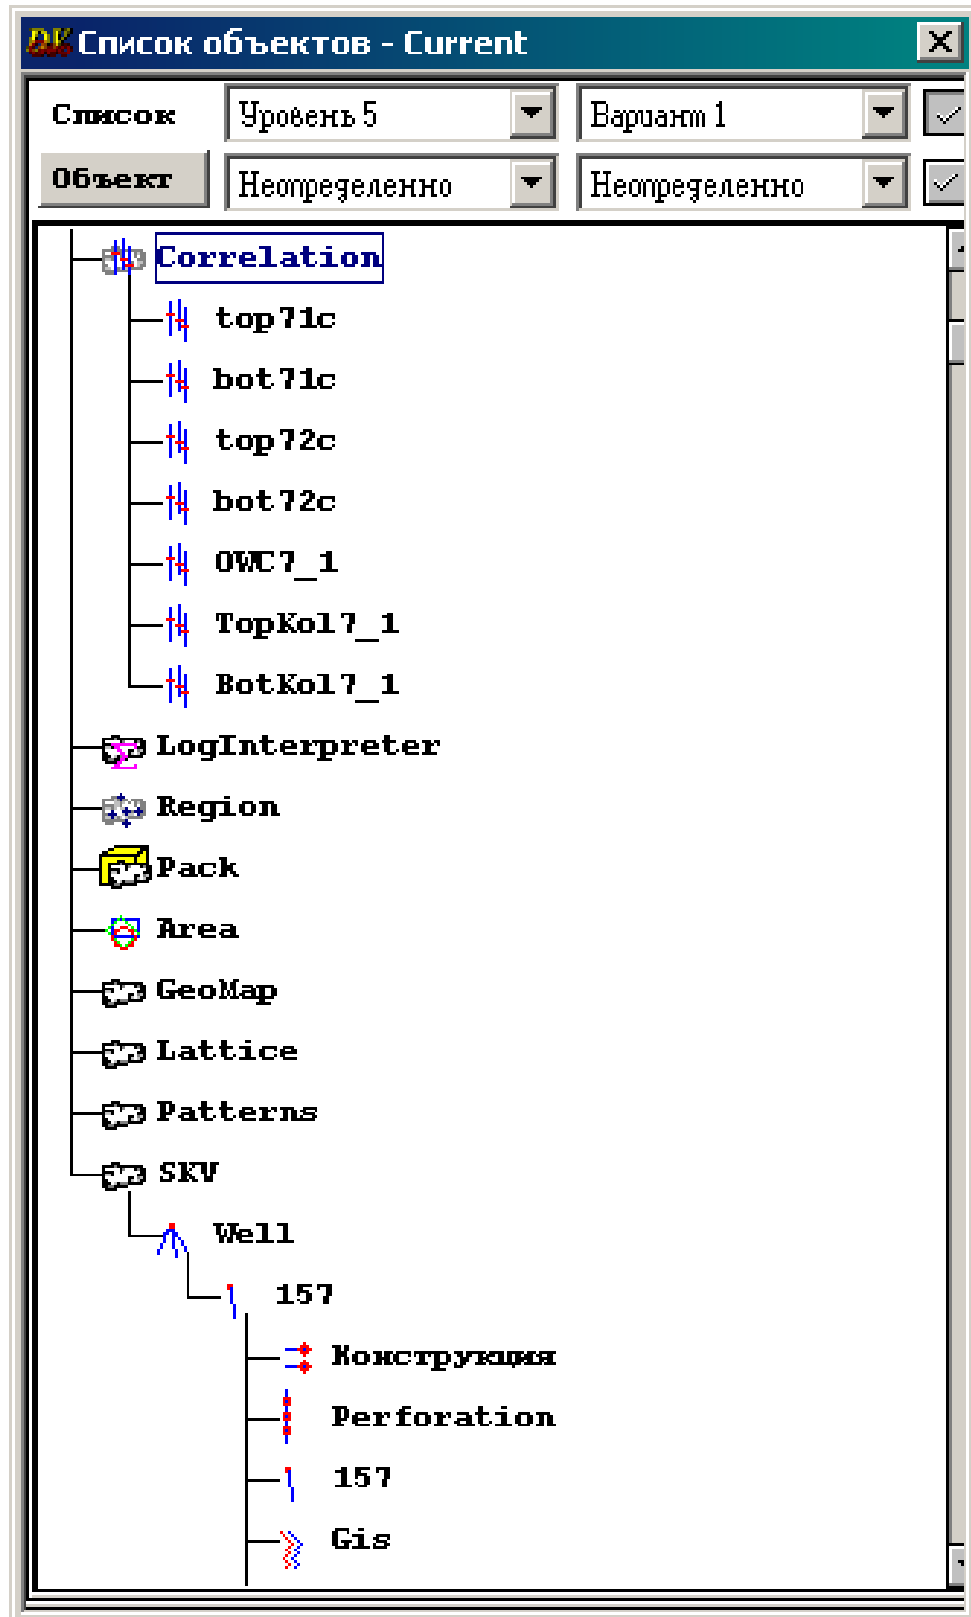 Список объектов - Current
Список Уровень 5 Вариант 1
Объект Неопределенно Неопределенно
Correlation
top71c
bot71c
top72c
bot72c
OWC7_1
TopKol7_1
BotKol7_1
LogInterpreter
Region
Pack
Area
GeoMap
Lattice
Patterns
SKV
Well
157
Конструкция
Perforation
157
Gis